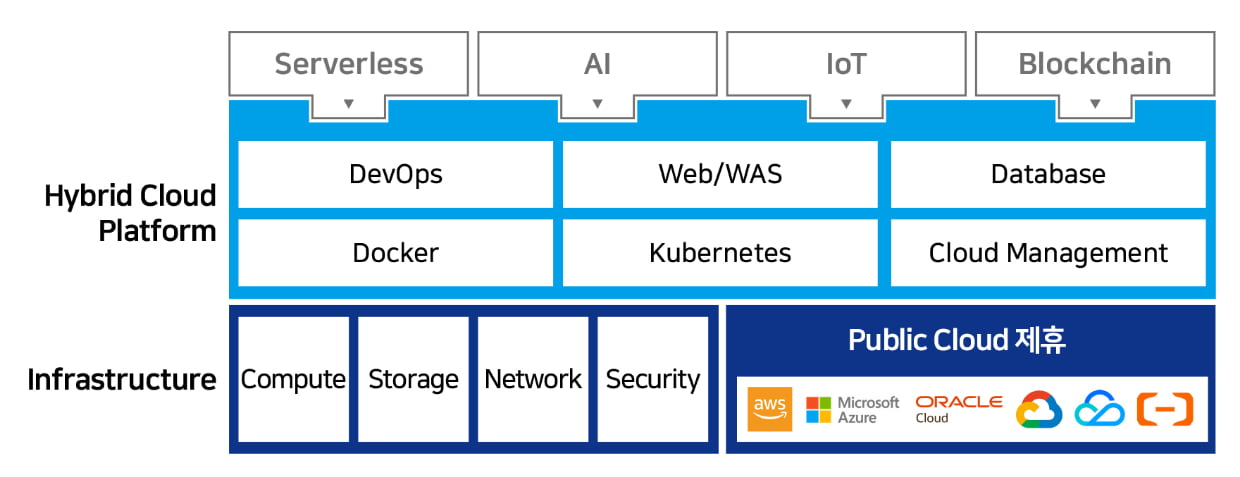 Serverless
AI
IoT
Blockchain
Hybrid Cloud
Platform
DevOps
Web/WAS
Database
Docker
Kubernetes
Cloud Management
Infrastructure
Compute
Storage
Network
Security
Public Cloud 제휴
aws
Microsoft
Azure
ORACLE
Cloud